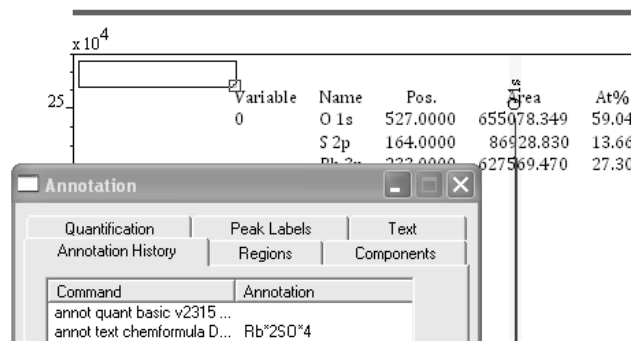 x 10^4
25
O 1s
Variable Name Pos. Area At%
0 O 1s 527.0000 655078.349 59.04
S 2p 164.0000 86928.830 13.66
627569.470 27.30
Annotation
Quantification Peak Labels Text
Annotation History Regions Components
Command Annotation
annot quant basic v2315 ...
annot text chemformula D... Rb"2SO"4